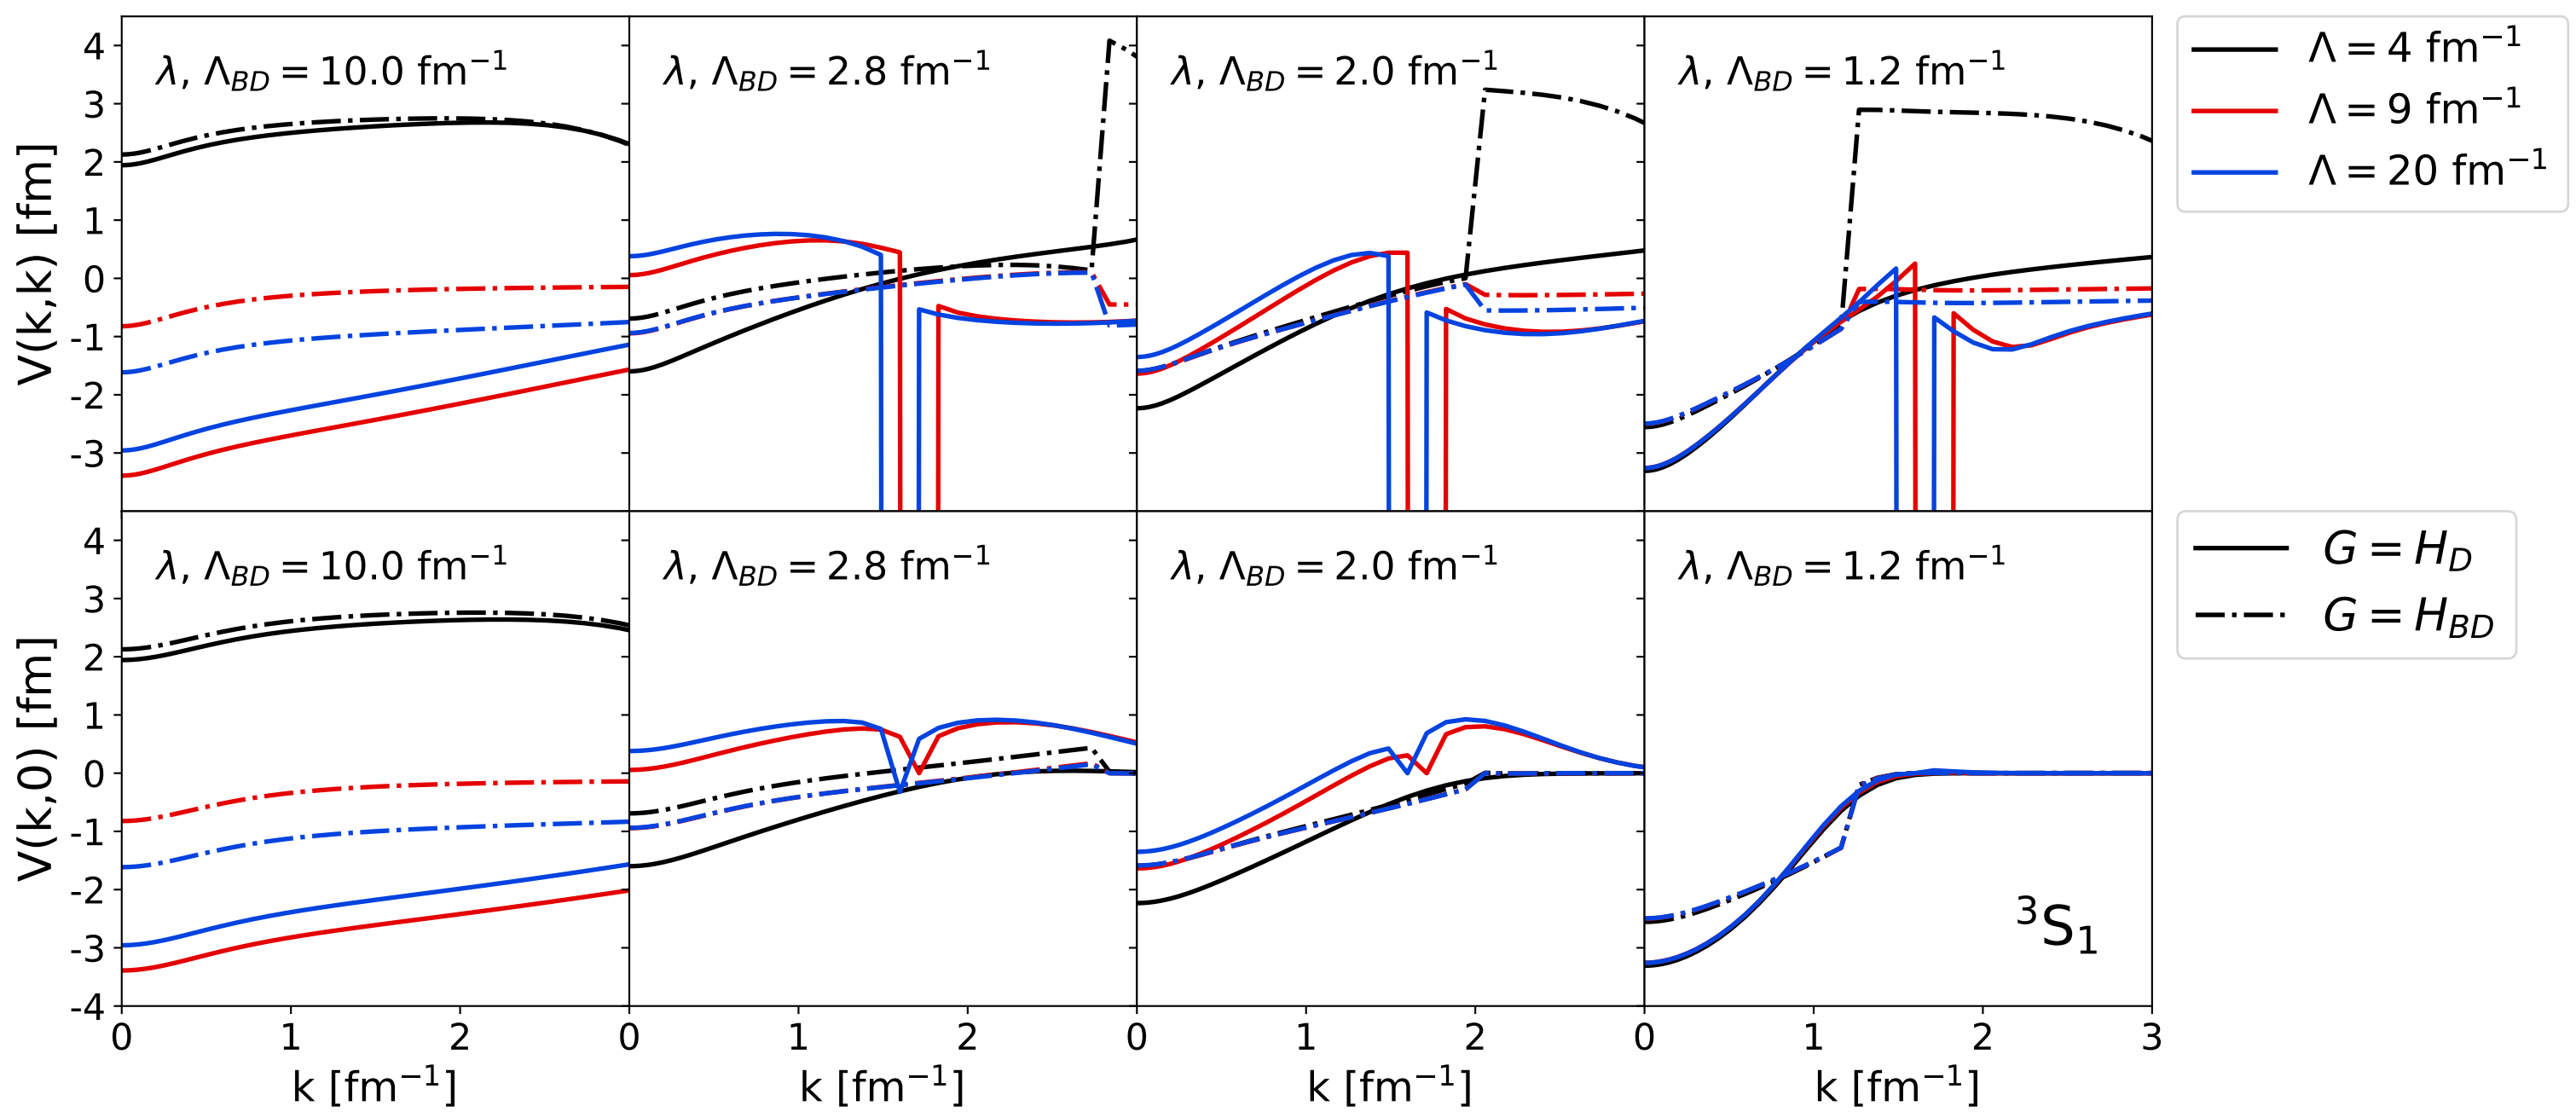 λ, Λ_BD = 10.0 fm⁻¹
λ, Λ_BD = 2.8 fm⁻¹
λ, Λ_BD = 2.0 fm⁻¹
λ, Λ_BD = 1.2 fm⁻¹
Λ = 4 fm⁻¹
Λ = 9 fm⁻¹
Λ = 20 fm⁻¹
V(k,k) [fm]
4
3
2
1
0
-1
-2
-3
λ, Λ_BD = 10.0 fm⁻¹
λ, Λ_BD = 2.8 fm⁻¹
λ, Λ_BD = 2.0 fm⁻¹
λ, Λ_BD = 1.2 fm⁻¹
G = H_D
G = H_BD
V(k,0) [fm]
4
3
2
1
0
-1
-2
-3
-4
³S₁
0 1 2 0 1 2 0 1 2 0 1 2 3
k [fm⁻¹] k [fm⁻¹] k [fm⁻¹] k [fm⁻¹]